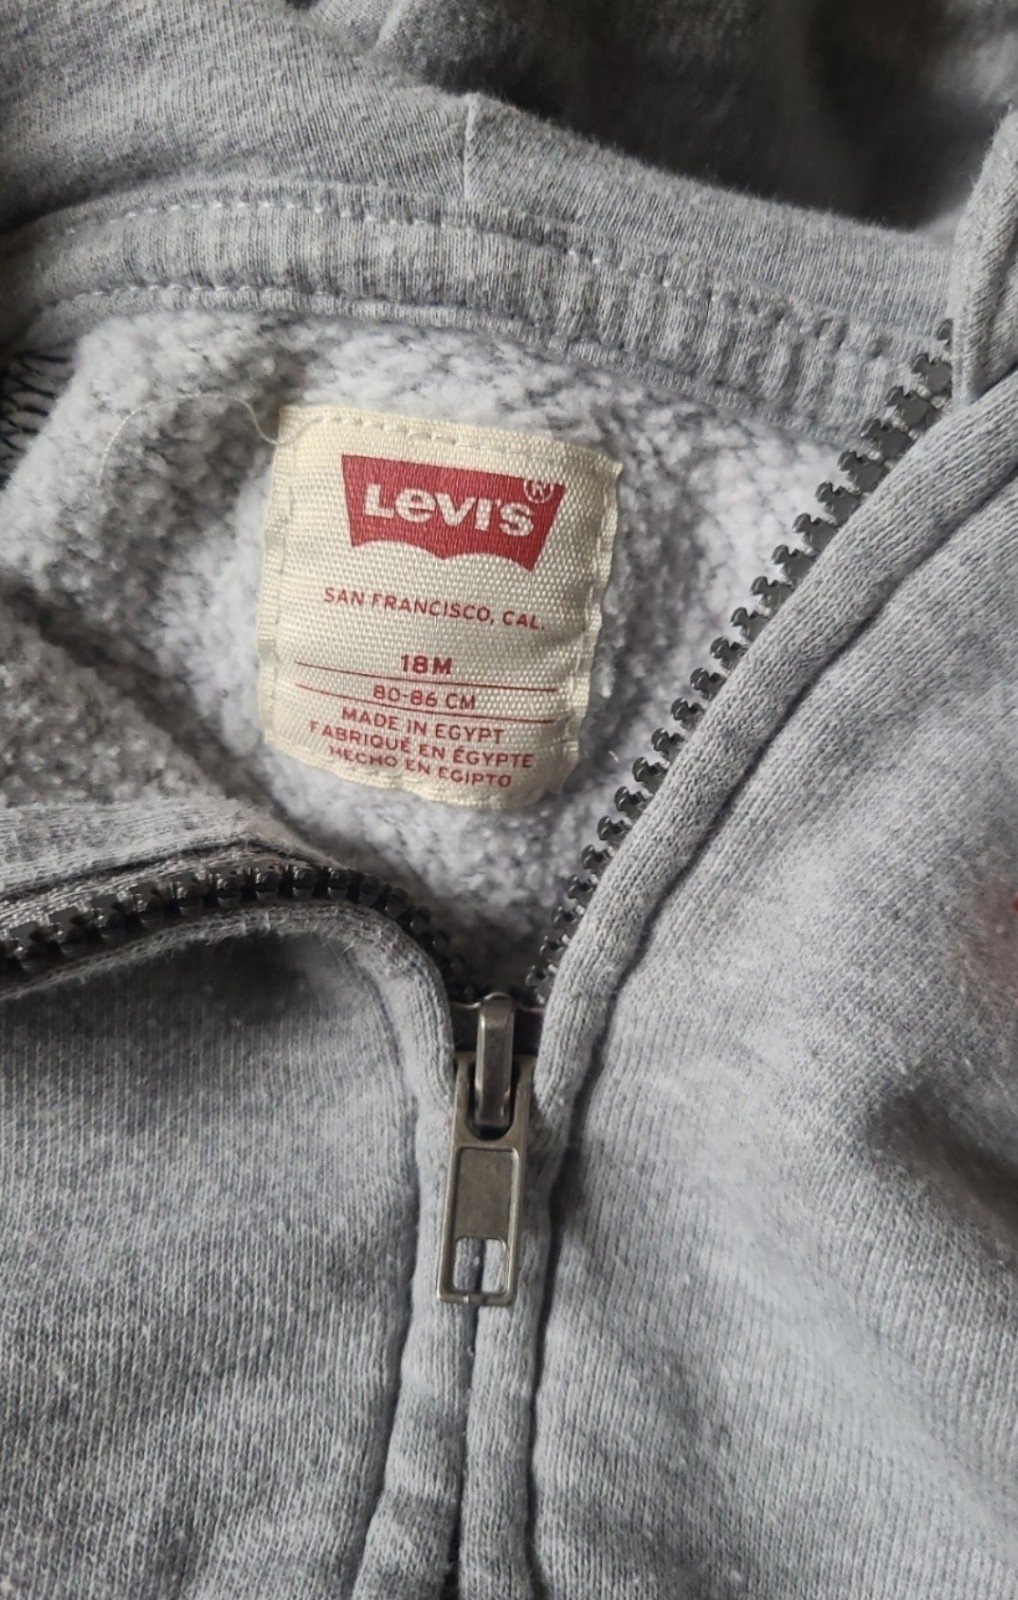 Levi's®
SAN FRANCISCO, CAL.
18M
80-86 CM
MADE IN EGYPT
FABRIQUÉ EN ÉGYPTE
HECHO EN EGIPTO